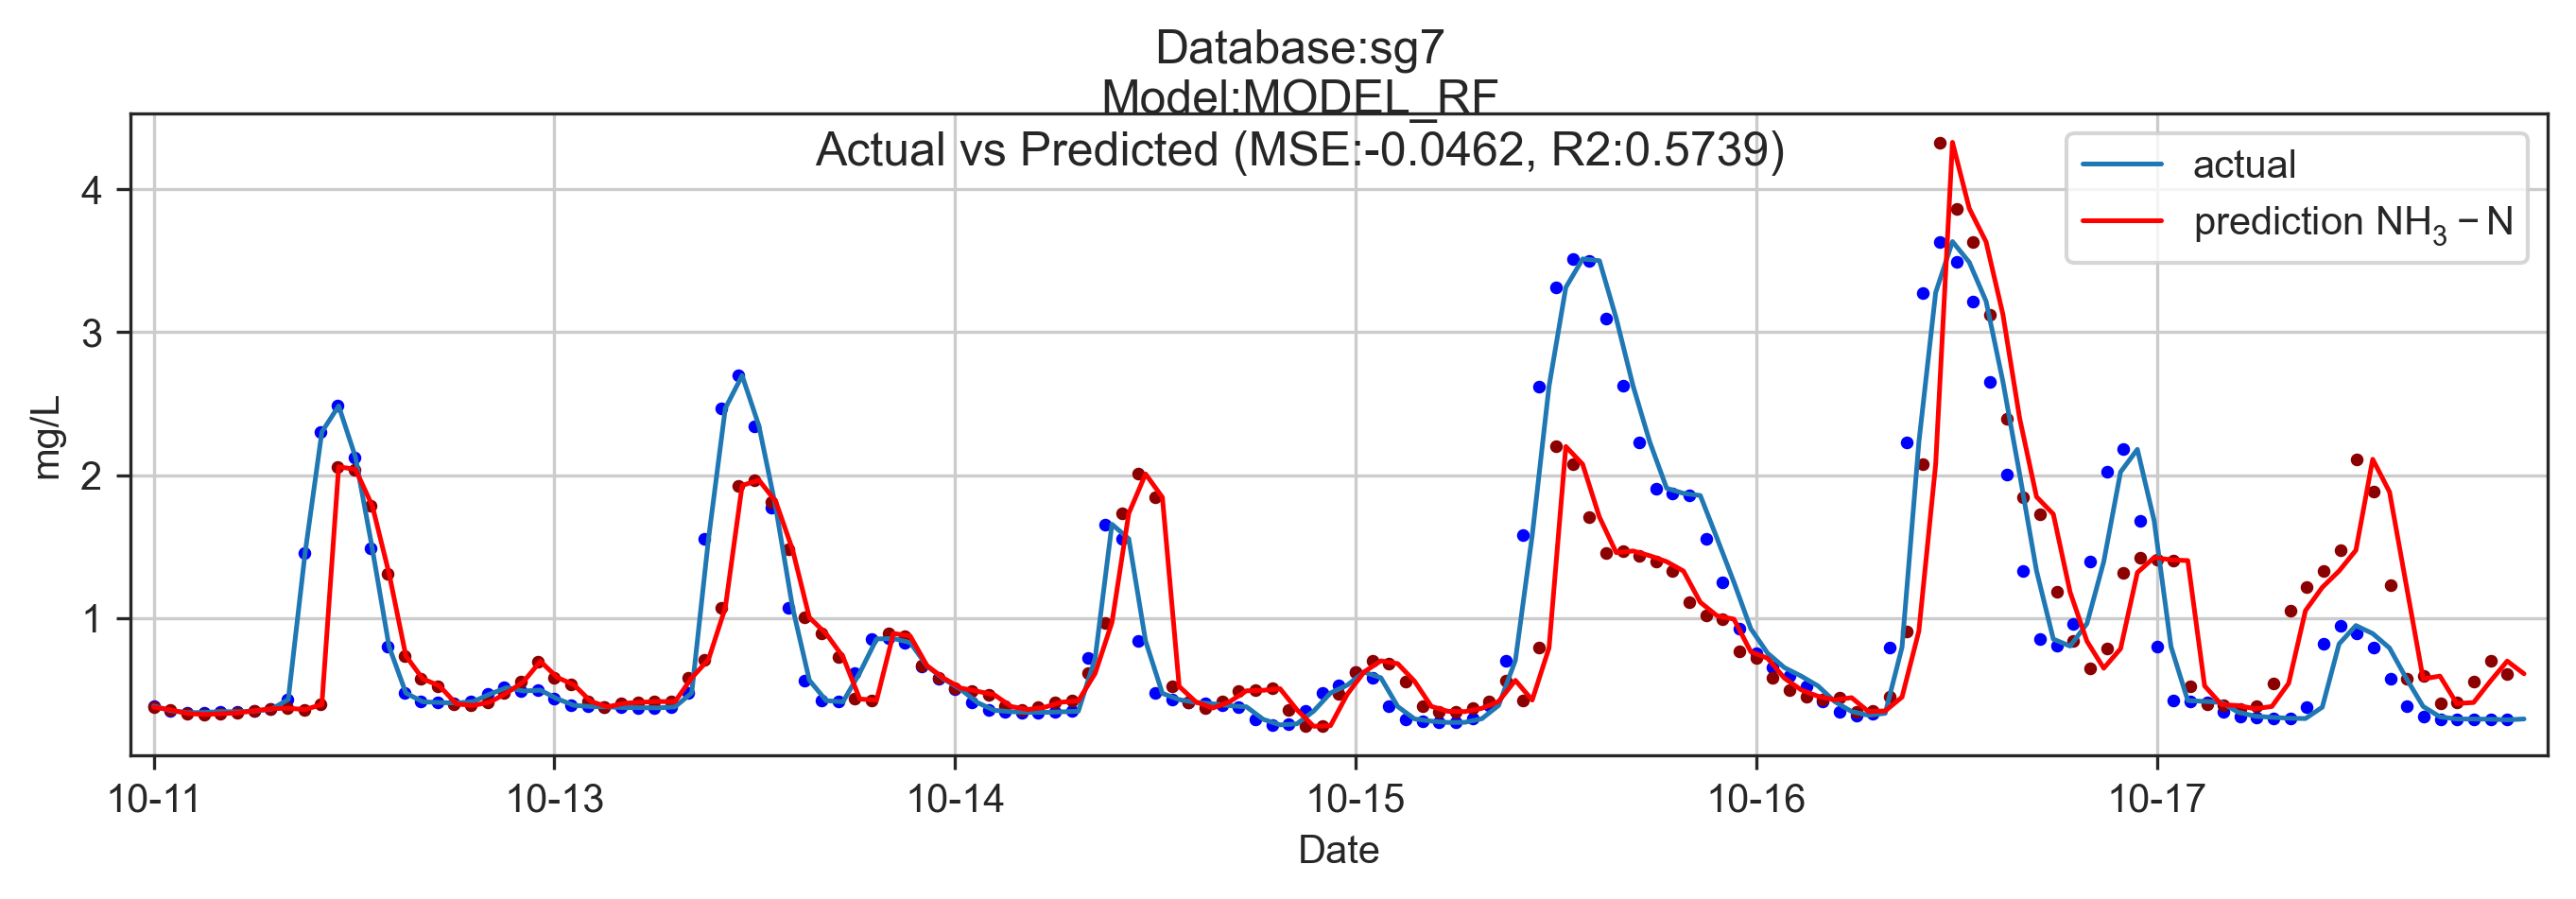 Database:sg7
Model:MODEL_RF
Actual vs Predicted (MSE:-0.0462, R2:0.5739)
actual
prediction NH₃ − N
4
3
2
1
mg/L
10-11 10-13 10-14 10-15 10-16 10-17
Date